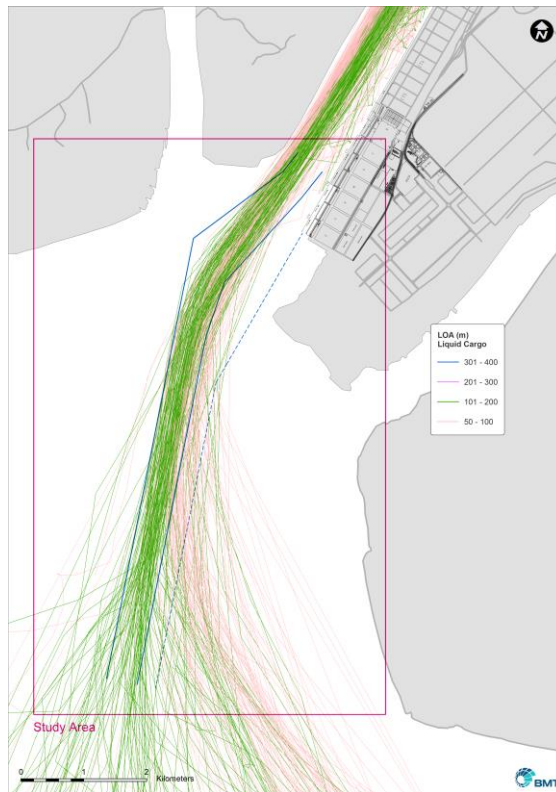 N
LOA (m)
Liquid Cargo
301 - 400
201 - 300
101 - 200
50 - 100
Study Area
0 1 2
Kilometers
BMT